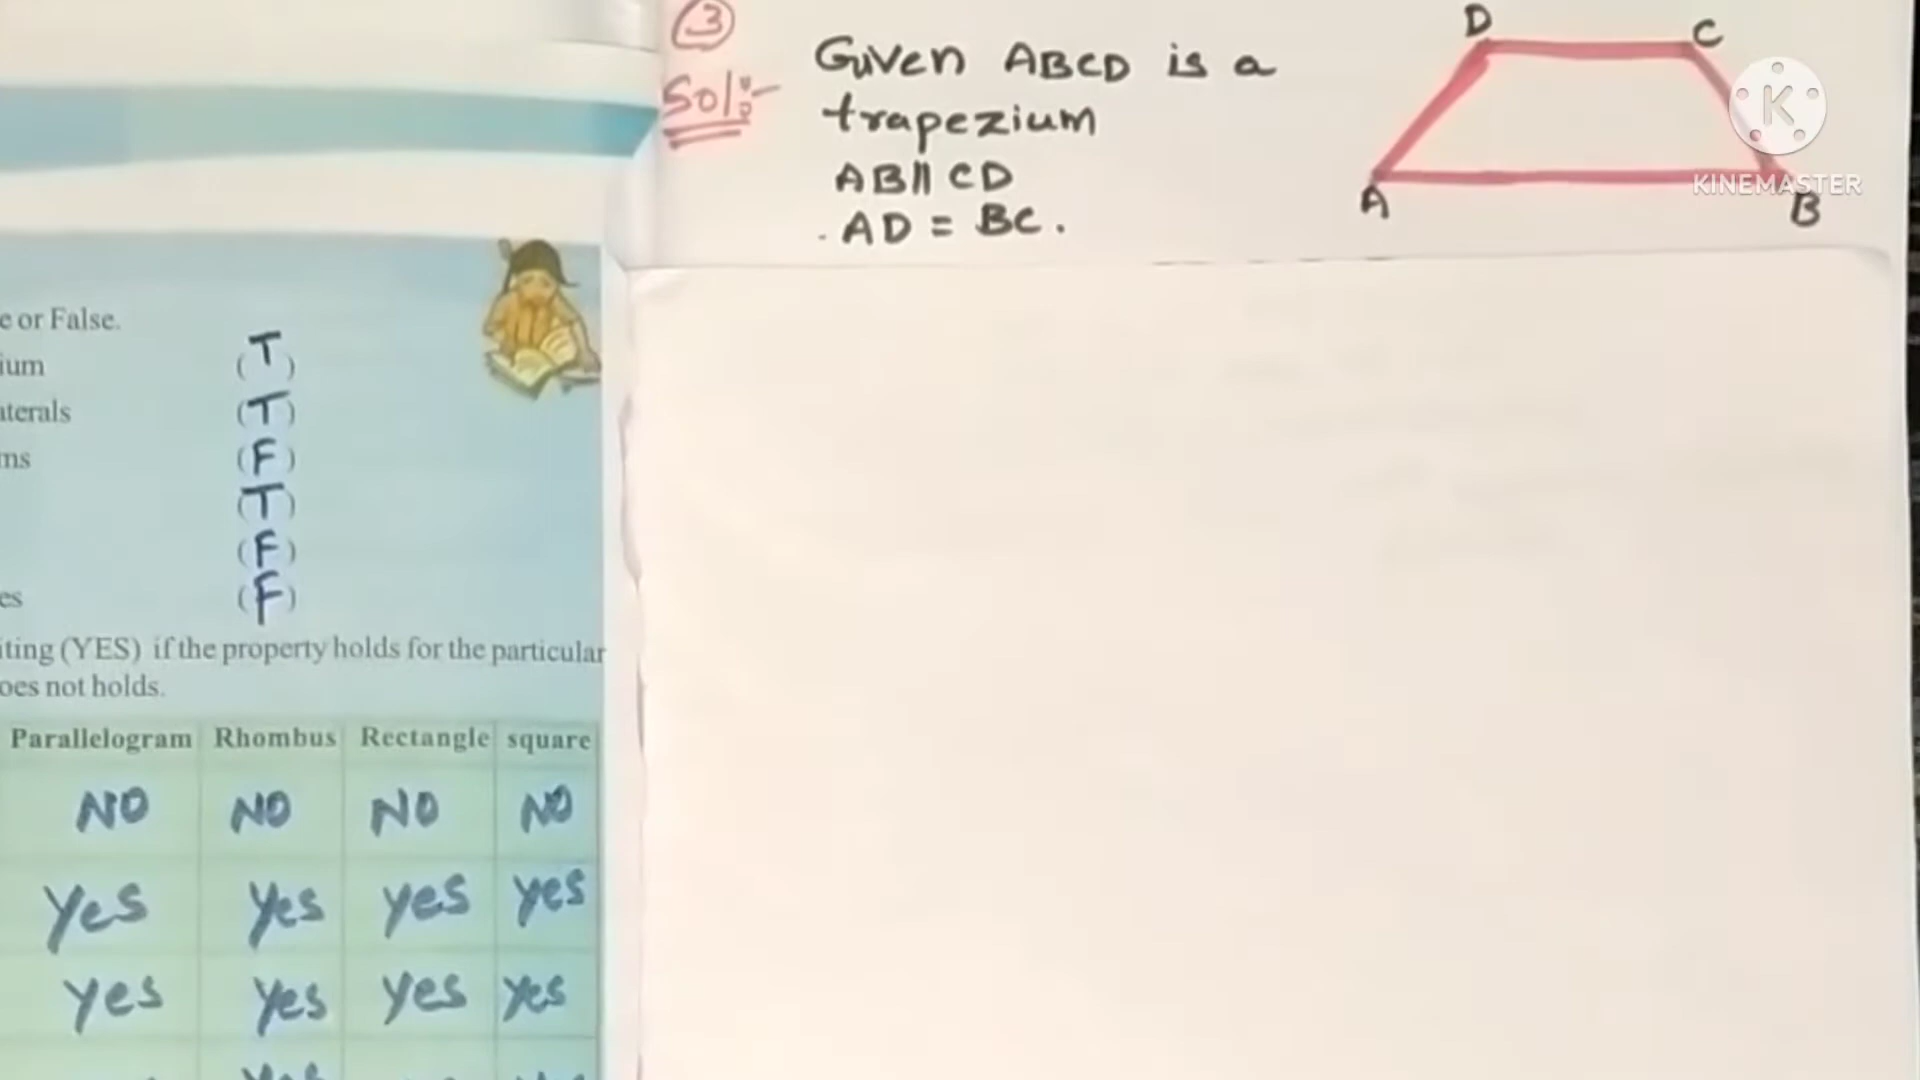 3
Sol:-
Given ABCD is a
trapezium
AB || CD
. AD = BC.
D
C
A
B
KINEMASTER
e or False.
ium (T)
aterals (T)
ms (F)
(T)
(F)
es (F)
iting (YES) if the property holds for the particular
oes not holds.
Parallelogram Rhombus Rectangle square
NO NO NO NO
Yes Yes Yes Yes
Yes Yes Yes Yes